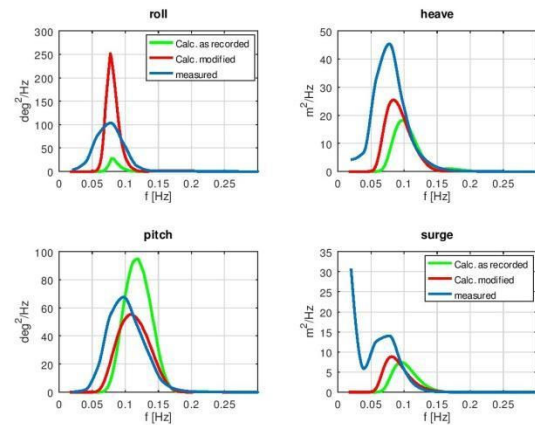 roll
300
250
200
150
100
50
0
deg²/Hz
Calc. as recorded
Calc. modified
measured
0 0.05 0.1 0.15 0.2 0.25
f [Hz]
heave
50
40
30
20
10
0
m²/Hz
0 0.05 0.1 0.15 0.2 0.25
f [Hz]
pitch
100
80
60
40
20
0
deg²/Hz
0 0.05 0.1 0.15 0.2 0.25
f [Hz]
surge
35
30
25
20
15
10
5
0
m²/Hz
Calc. as recorded
Calc. modified
measured
0 0.05 0.1 0.15 0.2 0.25
f [Hz]